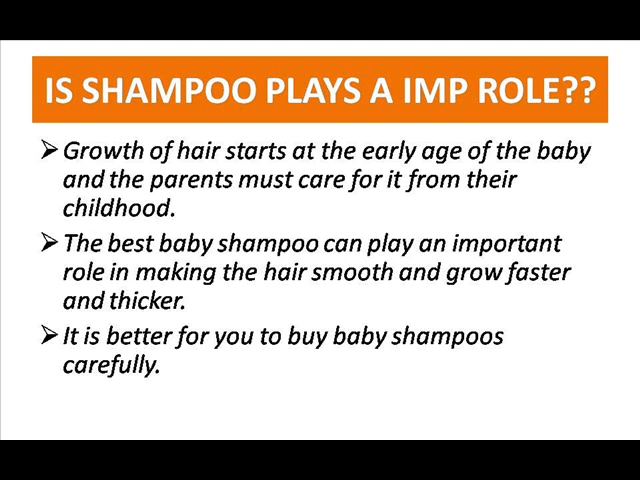 IS SHAMPOO PLAYS A IMP ROLE??
Growth of hair starts at the early age of the baby
and the parents must care for it from their
childhood.
The best baby shampoo can play an important
role in making the hair smooth and grow faster
and thicker.
It is better for you to buy baby shampoos
carefully.